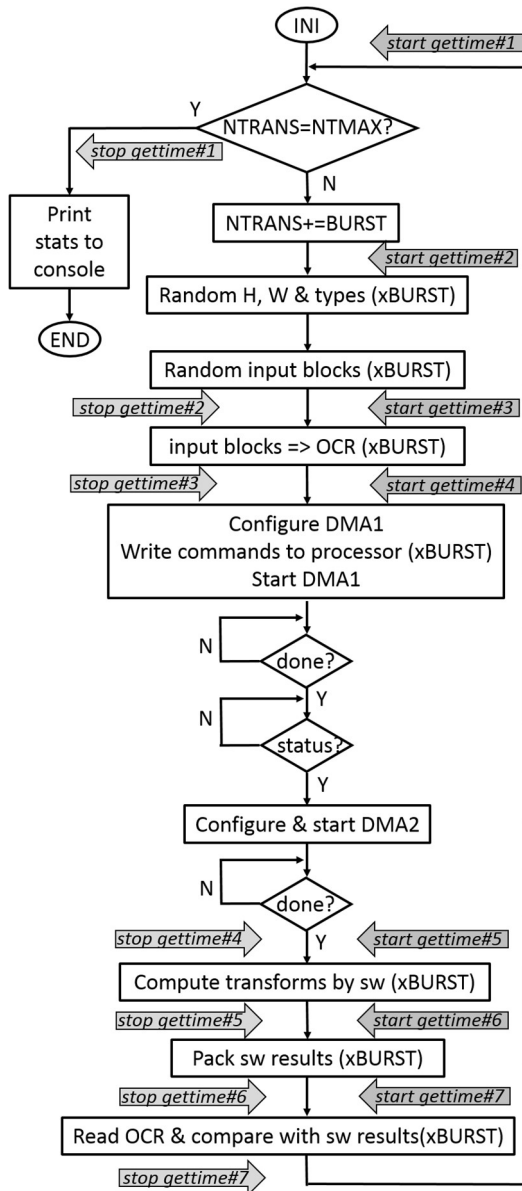 INI
start gettime#1
Y
NTRANS=NTMAX?
stop gettime#1
N
Print
stats to
console
NTRANS+=BURST
start gettime#2
Random H, W & types (xBURST)
END
Random input blocks (xBURST)
stop gettime#2
start gettime#3
input blocks => OCR (xBURST)
stop gettime#3
start gettime#4
Configure DMA1
Write commands to processor (xBURST)
Start DMA1
N
done?
Y
N
status?
Y
Configure & start DMA2
N
done?
stop gettime#4
Y
start gettime#5
Compute transforms by sw (xBURST)
stop gettime#5
start gettime#6
Pack sw results (xBURST)
stop gettime#6
start gettime#7
Read OCR & compare with sw results(xBURST)
stop gettime#7